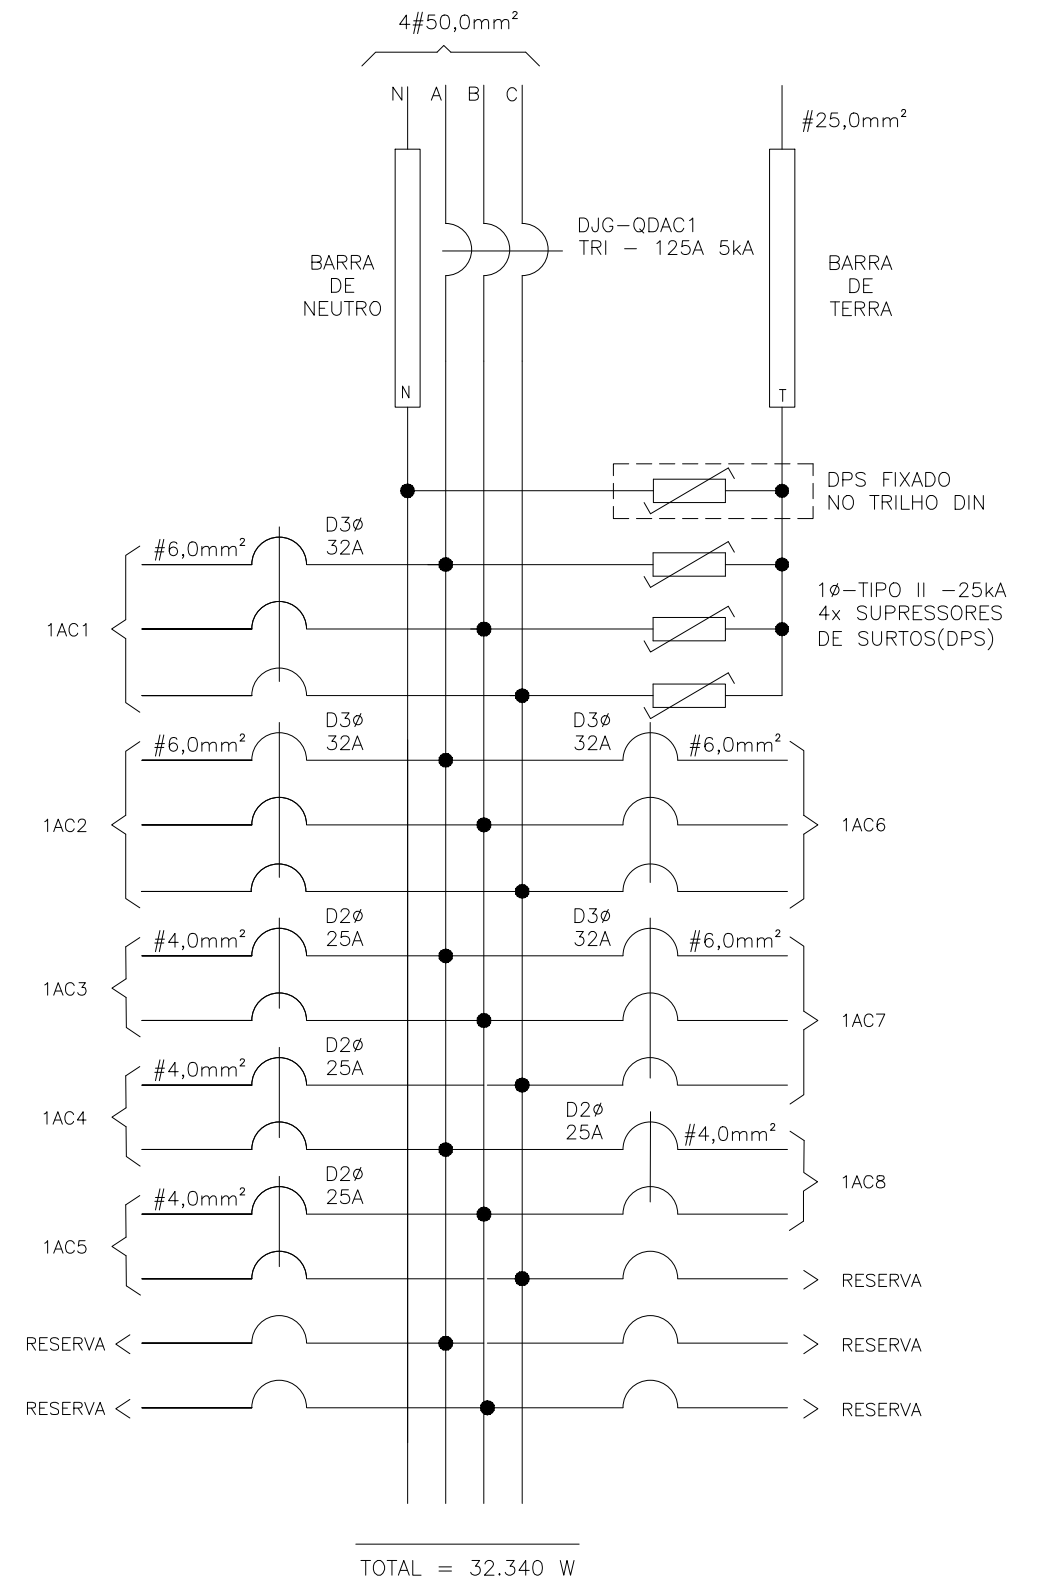 4#50,0mm²
N
A
B
C
#25,0mm²
DJG-QDAC1
TRI - 125A 5kA
BARRA
DE
NEUTRO
BARRA
DE
TERRA
N
T
DPS FIXADO
NO TRILHO DIN
D3ø
32A
#6,0mm²
1AC1
1ø-TIPO II -25kA
4x SUPRESSORES
DE SURTOS(DPS)
D3ø
32A
#6,0mm²
1AC2
D3ø
32A
#6,0mm²
1AC6
D2ø
25A
#4,0mm²
1AC3
D3ø
32A
#6,0mm²
1AC7
D2ø
25A
#4,0mm²
1AC4
D2ø
25A
#4,0mm²
1AC8
D2ø
25A
#4,0mm²
1AC5
RESERVA
RESERVA
RESERVA
RESERVA
RESERVA
TOTAL = 32.340 W